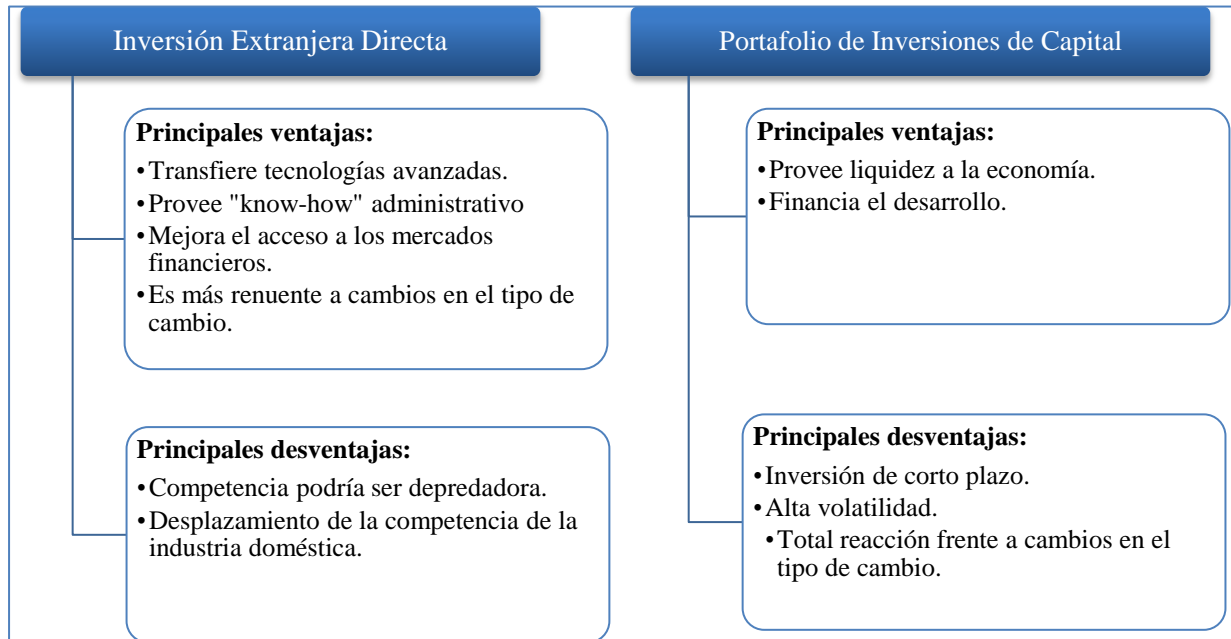 Inversión Extranjera Directa
Principales ventajas:
•Transfiere tecnologías avanzadas.
•Provee "know-how" administrativo
•Mejora el acceso a los mercados
financieros.
•Es más renuente a cambios en el tipo de
cambio.
Principales desventajas:
•Competencia podría ser depredadora.
•Desplazamiento de la competencia de la
industria doméstica.
Portafolio de Inversiones de Capital
Principales ventajas:
•Provee liquidez a la economía.
•Financia el desarrollo.
Principales desventajas:
•Inversión de corto plazo.
•Alta volatilidad.
•Total reacción frente a cambios en el
tipo de cambio.